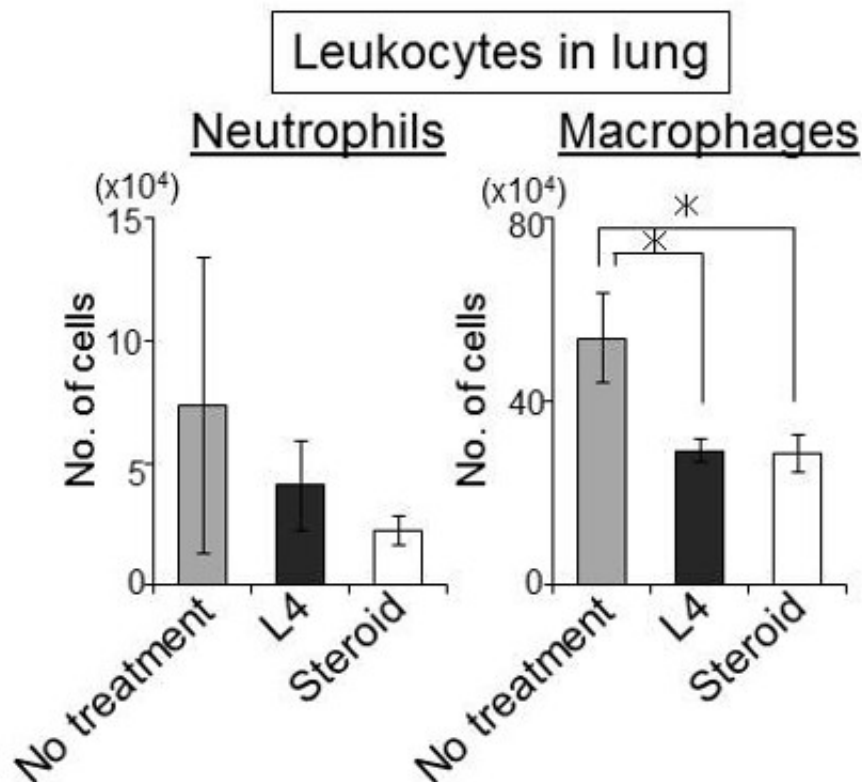 Leukocytes in lung
Neutrophils
(x10⁴)
No. of cells
15
10
5
0
No treatment
L4
Steroid
Macrophages
(x10⁴)
No. of cells
80
40
0
*
*
No treatment
L4
Steroid